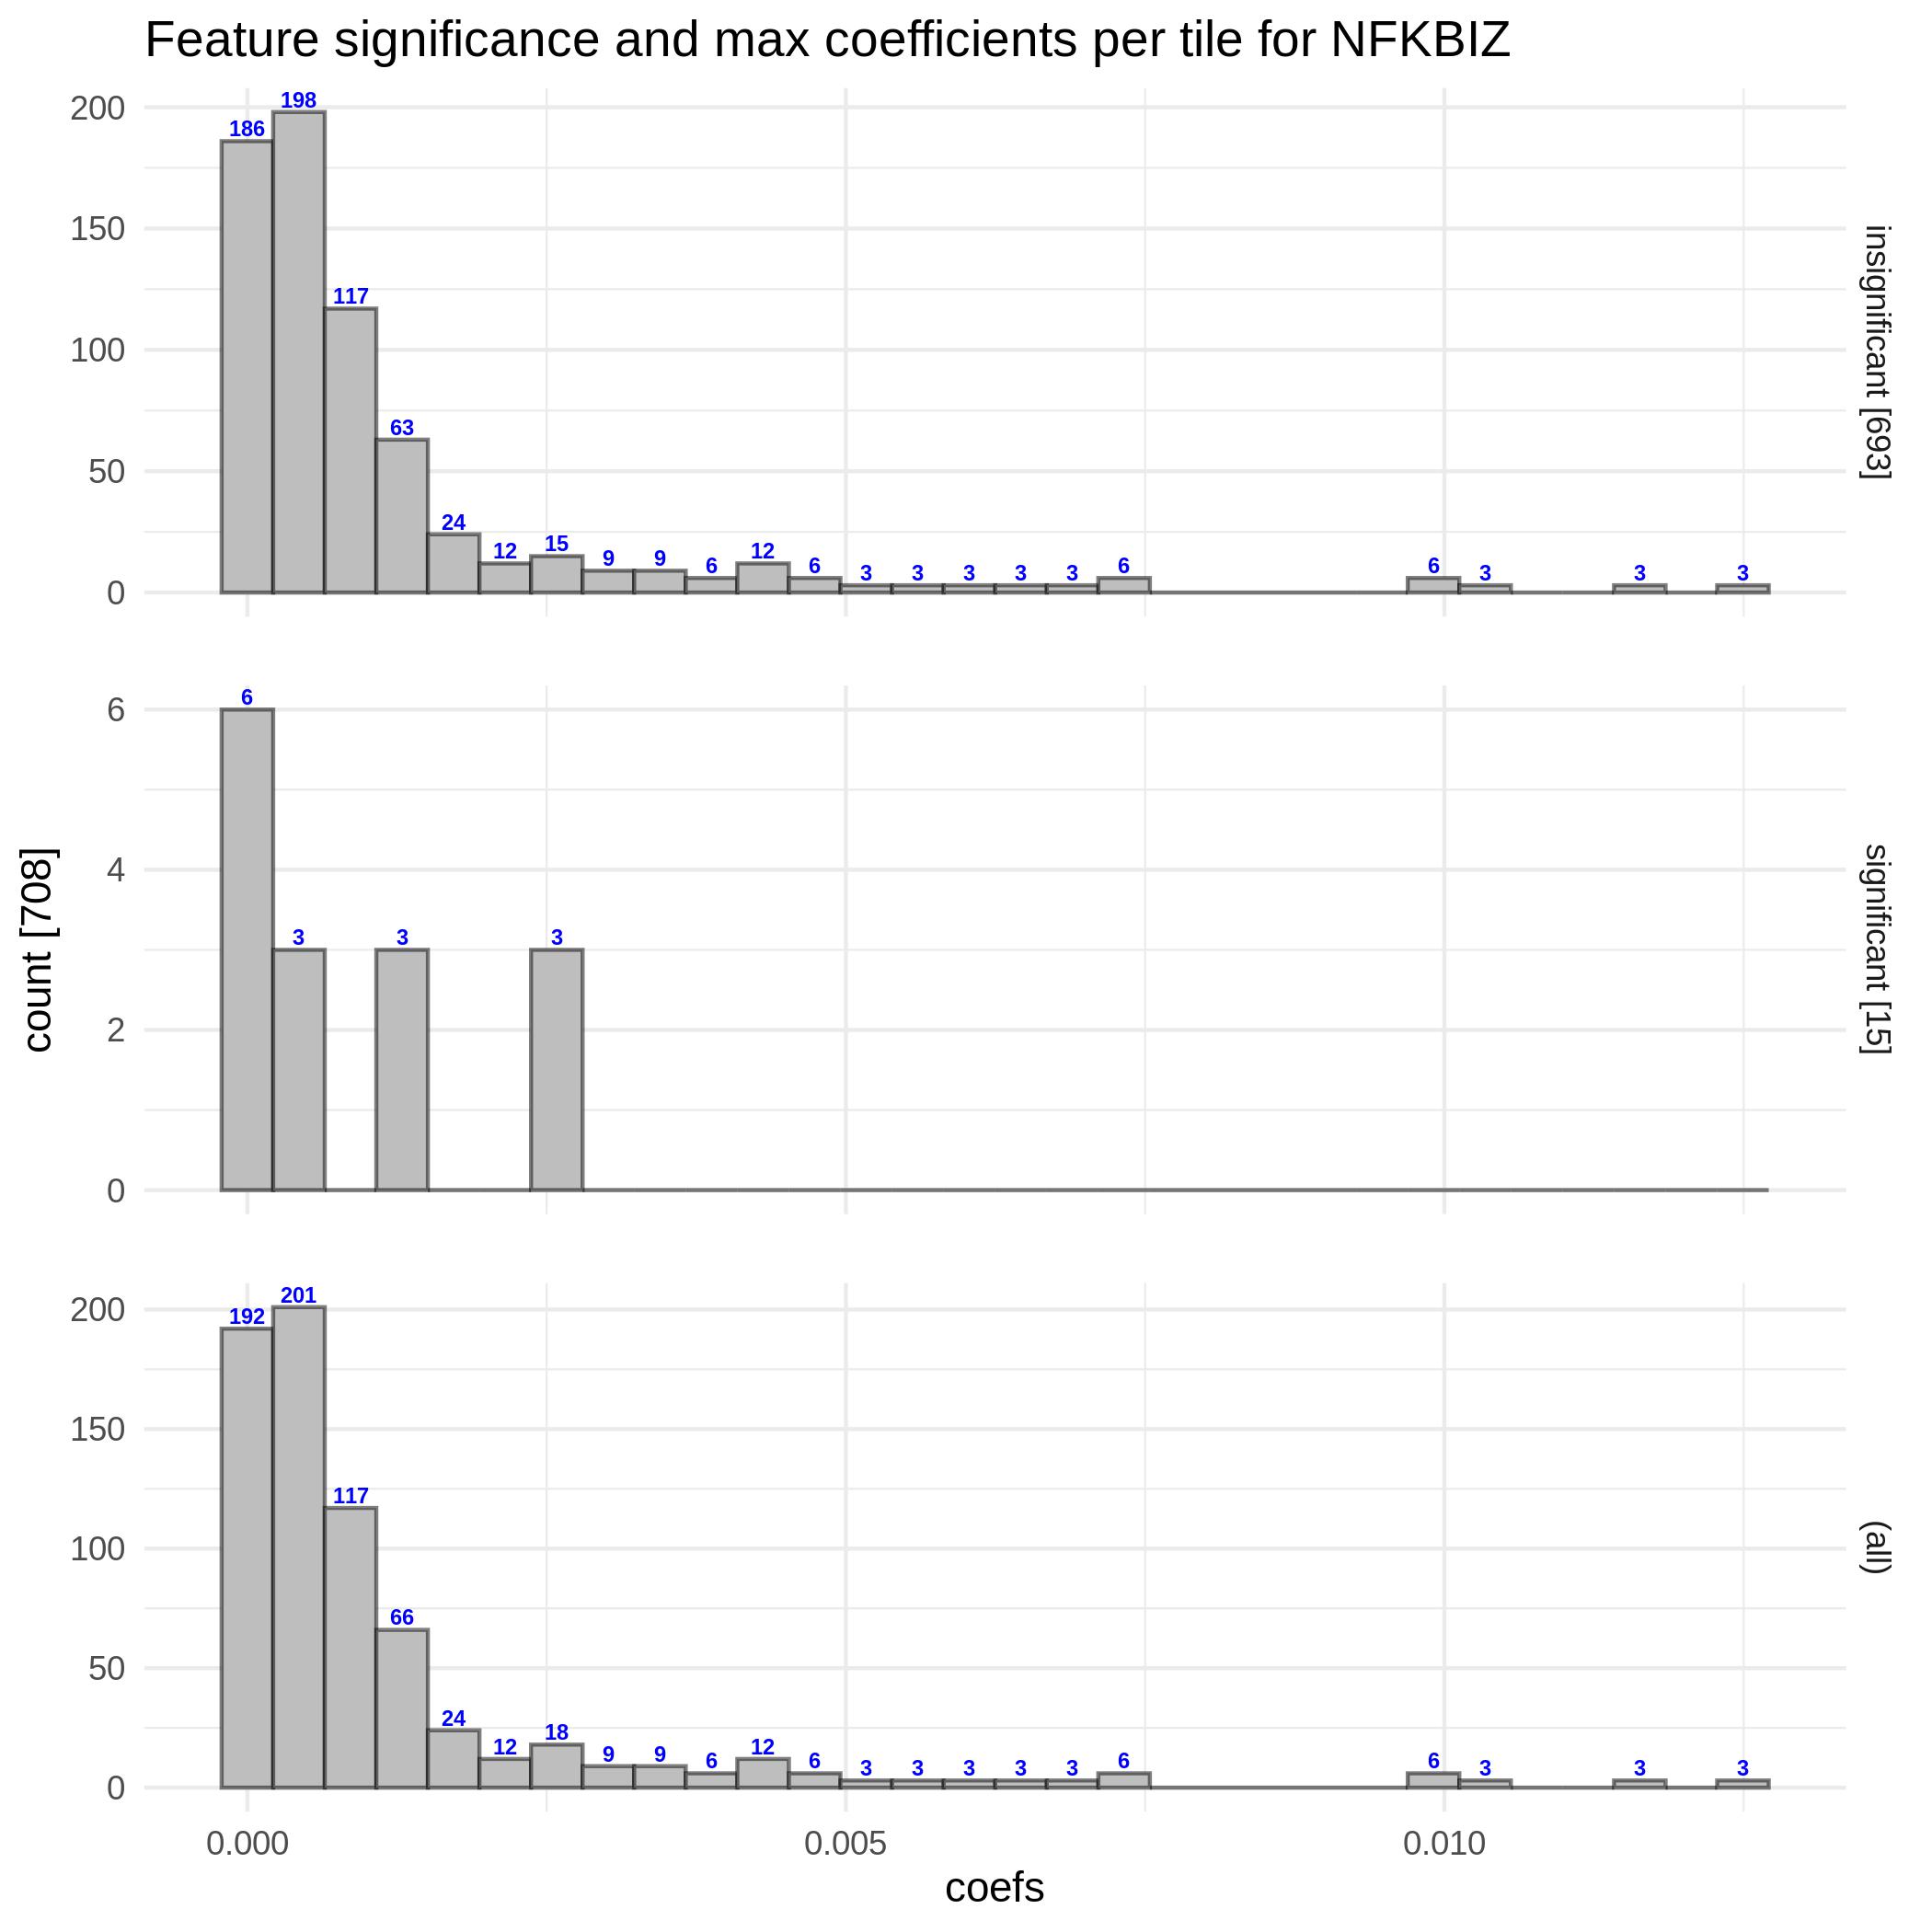 Feature significance and max coefficients per tile for NFKBIZ
200
150
100
50
0
186 198 117 63 24 12 15 9 9 6 12 6 3 3 3 3 3 6 6 3 3 3
insignificant [693]
count [708]
6
4
2
0
6 3 3 3
significant [15]
200
150
100
50
0
192 201 117 66 24 12 18 9 9 6 12 6 3 3 3 3 3 6 6 3 3 3
(all)
0.000 0.005 0.010
coefs